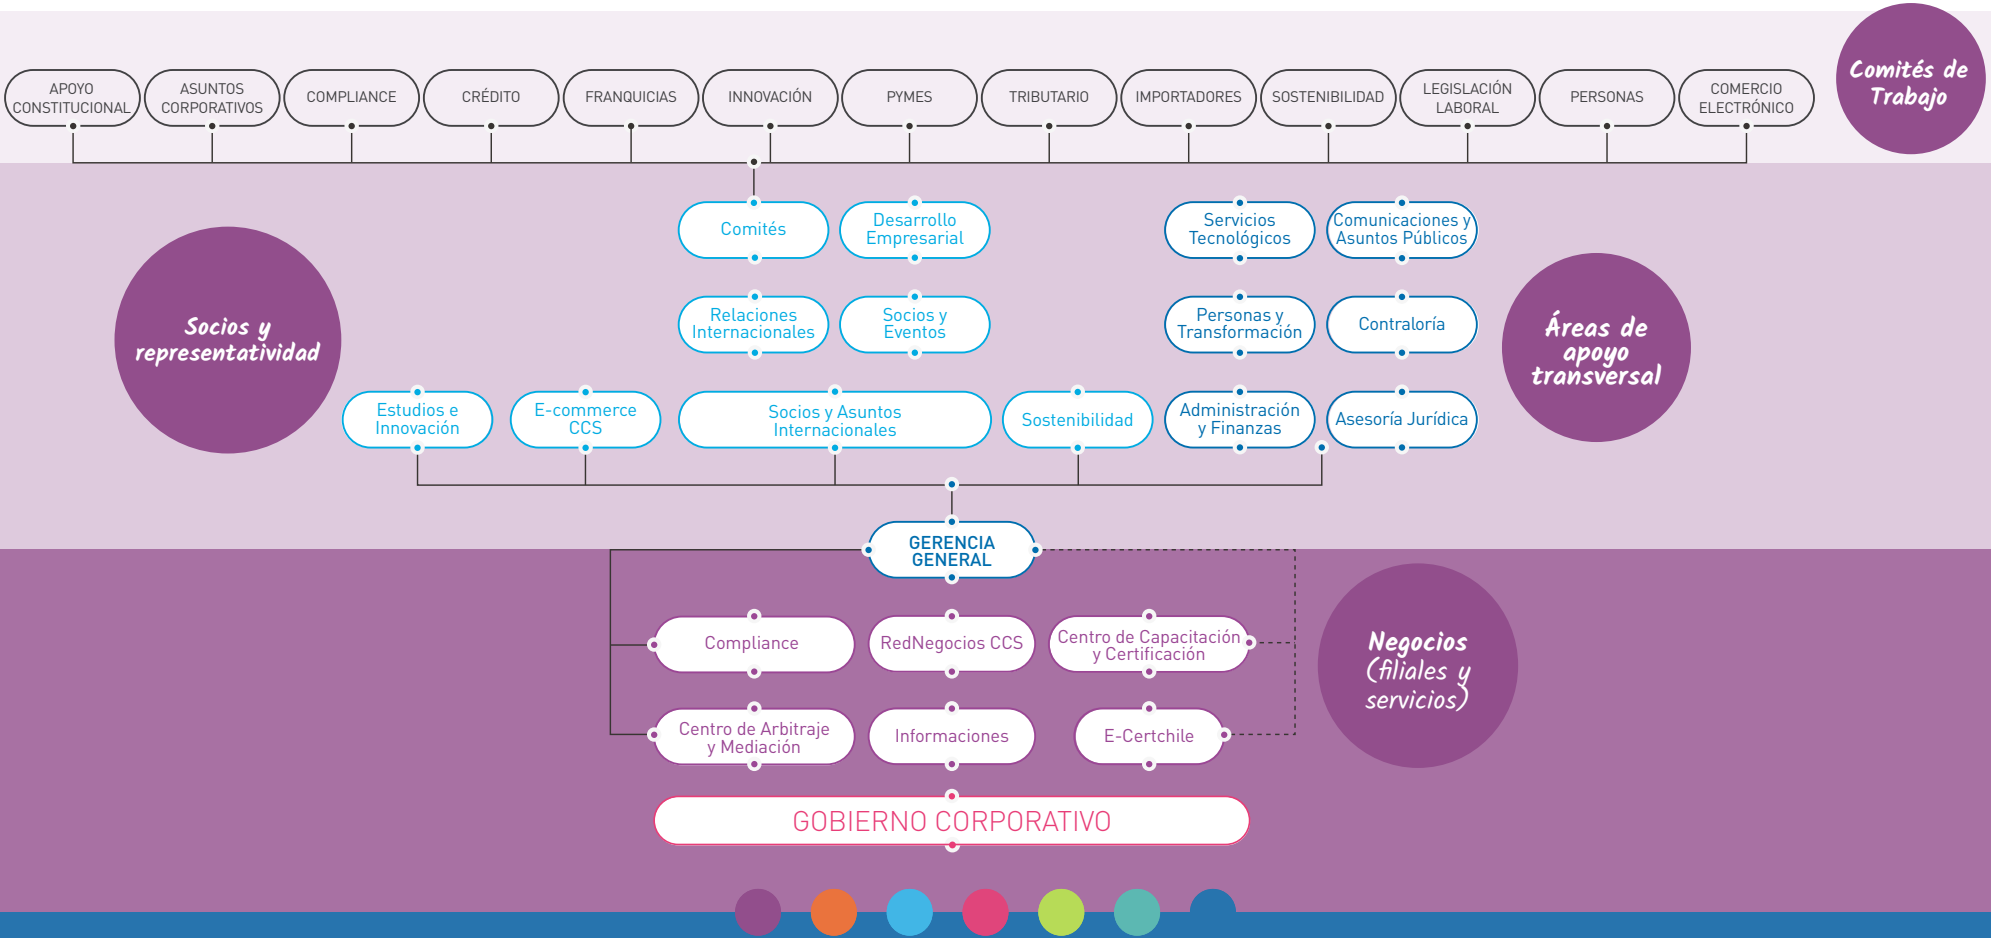 Comités de
Trabajo
APOYO
CONSTITUCIONAL
ASUNTOS
CORPORATIVOS
COMPLIANCE
CRÉDITO
FRANQUICIAS
INNOVACIÓN
PYMES
TRIBUTARIO
IMPORTADORES
SOSTENIBILIDAD
LEGISLACIÓN
LABORAL
PERSONAS
COMERCIO
ELECTRÓNICO
Socios y
representatividad
Comités
Desarrollo
Empresarial
Servicios
Tecnológicos
Comunicaciones y
Asuntos Públicos
Relaciones
Internacionales
Socios y
Eventos
Personas y
Transformación
Contraloría
Áreas de
apoyo
transversal
Estudios e
Innovación
E-commerce
CCS
Socios y Asuntos
Internacionales
Sostenibilidad
Administración
y Finanzas
Asesoría Jurídica
GERENCIA
GENERAL
Compliance
RedNegocios CCS
Centro de Capacitación
y Certificación
Negocios
(filiales y
servicios)
Centro de Arbitraje
y Mediación
Informaciones
E-Certchile
GOBIERNO CORPORATIVO